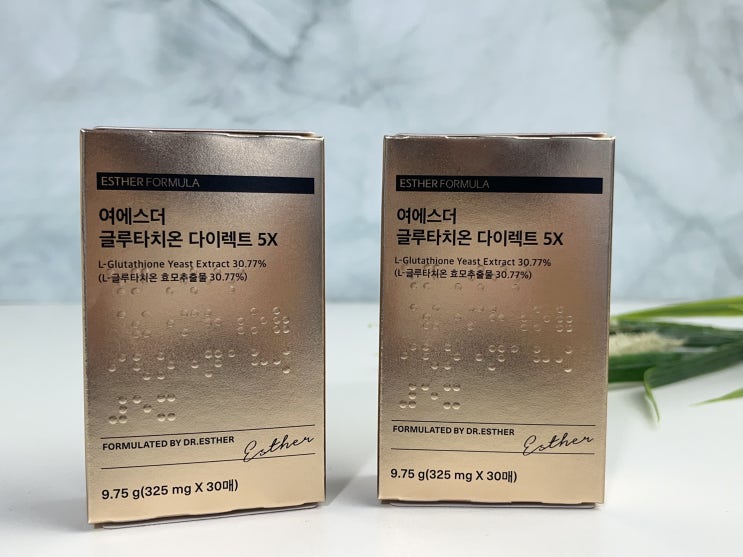 ESTHER FORMULA
여에스더
글루타치온 다이렉트 5X
L-Glutathione Yeast Extract 30.77%
(L-글루타치온 효모추출물 30.77%)
FORMULATED BY DR.ESTHER
Esther
9.75 g(325 mg X 30매)
ESTHER FORMULA
여에스더
글루타치온 다이렉트 5X
L-Glutathione Yeast Extract 30.77%
(L-글루타치온 효모추출물 30.77%)
FORMULATED BY DR.ESTHER
Esther
9.75 g(325 mg X 30매)